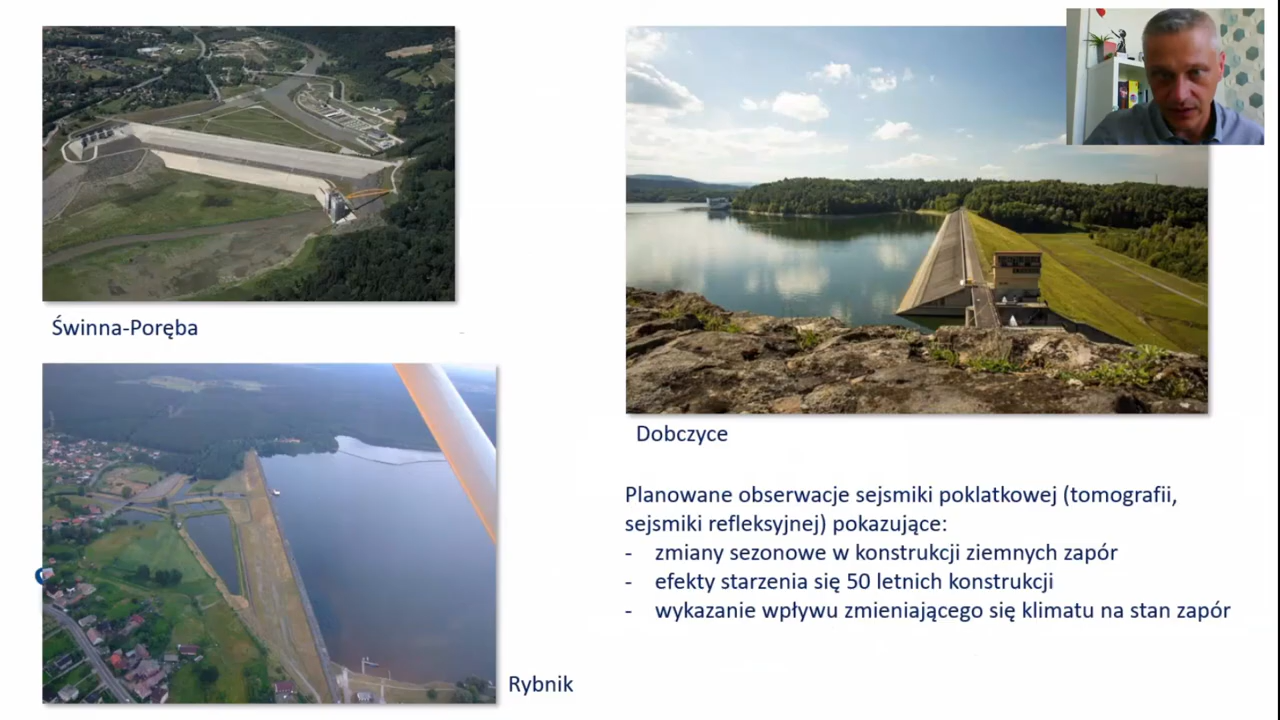 Świnna-Poręba
Dobczyce
Planowane obserwacje sejsmiki poklatkowej (tomografii,
sejsmiki refleksyjnej) pokazujące:
- zmiany sezonowe w konstrukcji ziemnych zapór
- efekty starzenia się 50 letnich konstrukcji
- wykazanie wpływu zmieniającego się klimatu na stan zapór
Rybnik